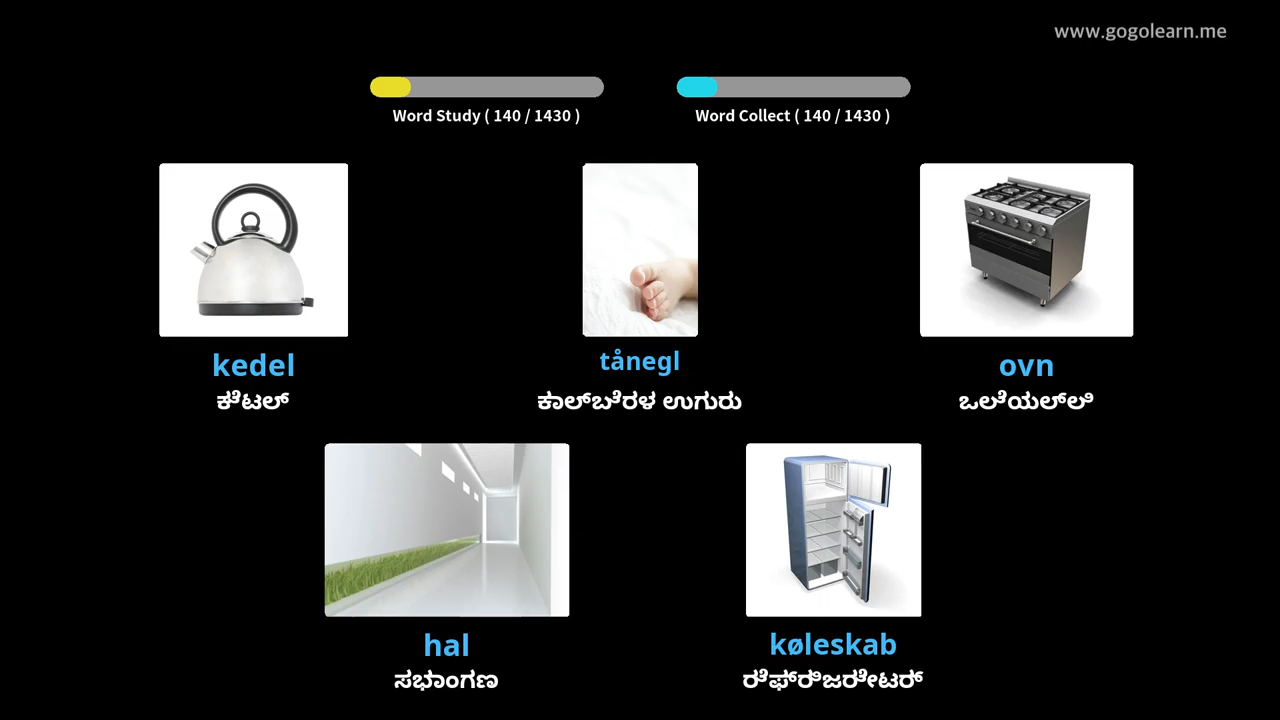 www.gogolearn.me
Word Study ( 140 / 1430 )
Word Collect ( 140 / 1430 )
kedel
ಕೆಟಲ್
tånegl
ಕಾಲ್ಬೆರಳ ಉಗುರು
ovn
ಒಲೆಯಲ್ಲಿ
hal
ಸಭಾಂಗಣ
køleskab
ರೆಫ್ರಿಜರೇಟರ್